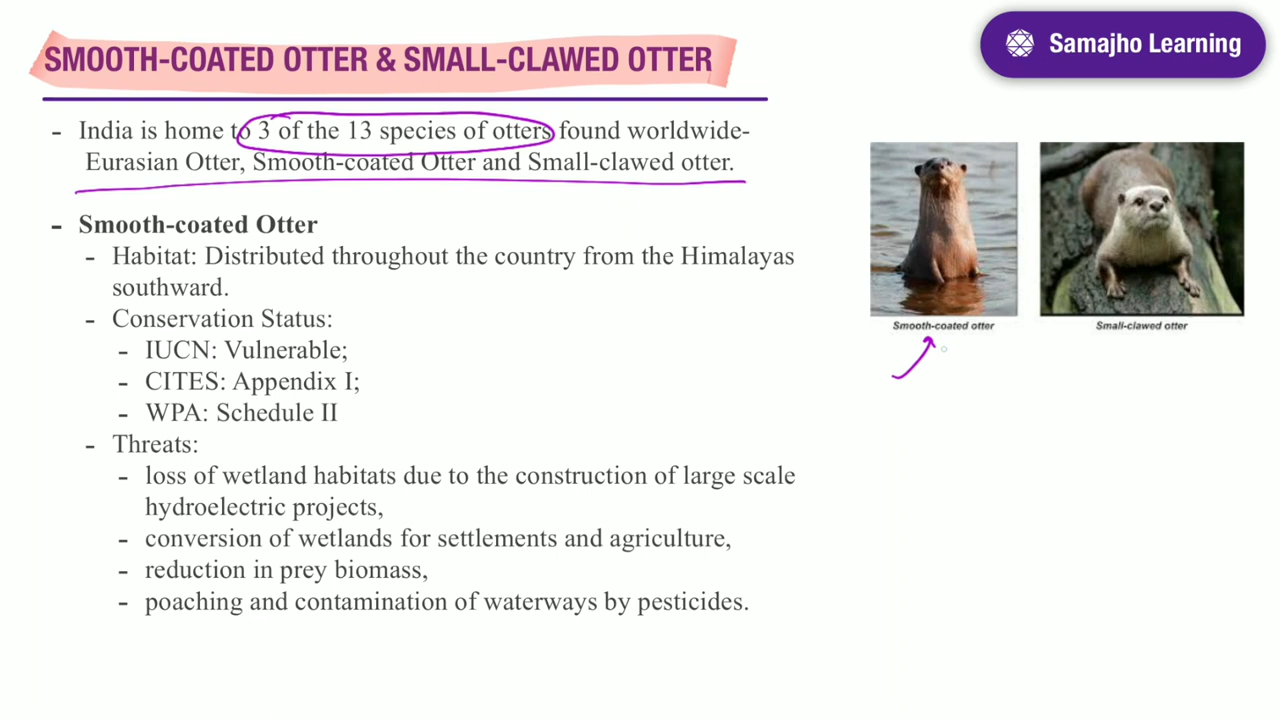 SMOOTH-COATED OTTER & SMALL-CLAWED OTTER
Samajho Learning
- India is home to 3 of the 13 species of otters found worldwide-
Eurasian Otter, Smooth-coated Otter and Small-clawed otter.
- Smooth-coated Otter
- Habitat: Distributed throughout the country from the Himalayas
southward.
- Conservation Status:
- IUCN: Vulnerable;
- CITES: Appendix I;
- WPA: Schedule II
- Threats:
- loss of wetland habitats due to the construction of large scale
hydroelectric projects,
- conversion of wetlands for settlements and agriculture,
- reduction in prey biomass,
- poaching and contamination of waterways by pesticides.
Smooth-coated otter
Small-clawed otter